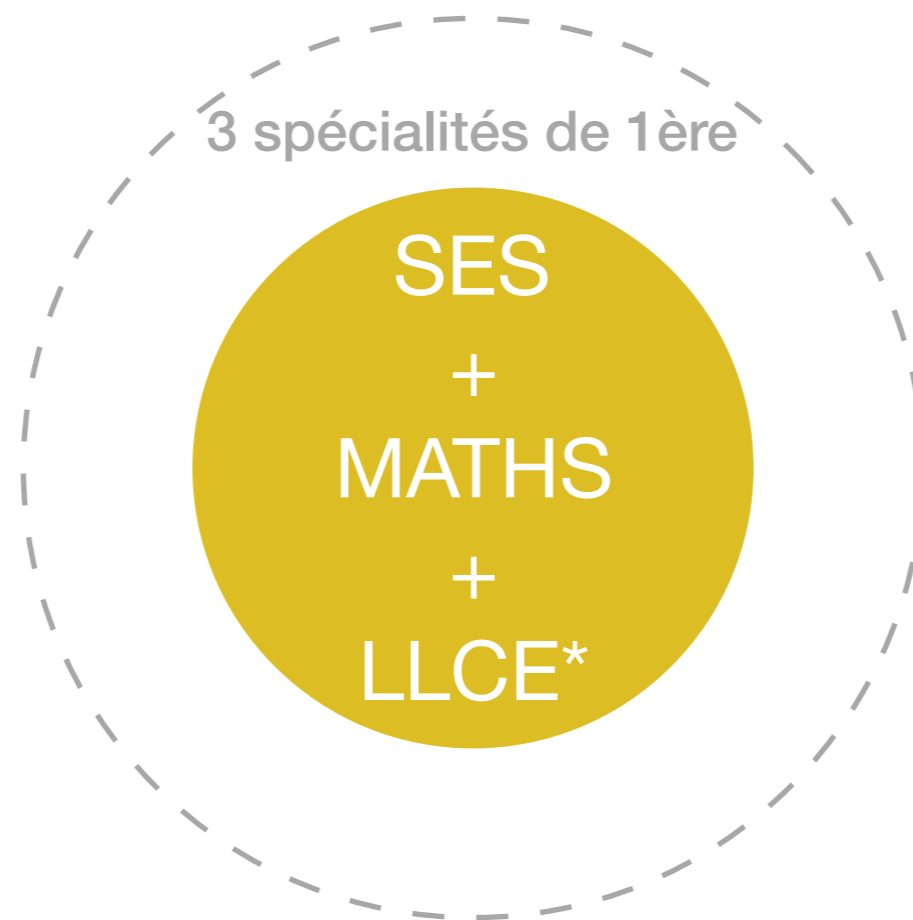 3 spécialités de 1ère
SES
+
MATHS
+
LLCE*